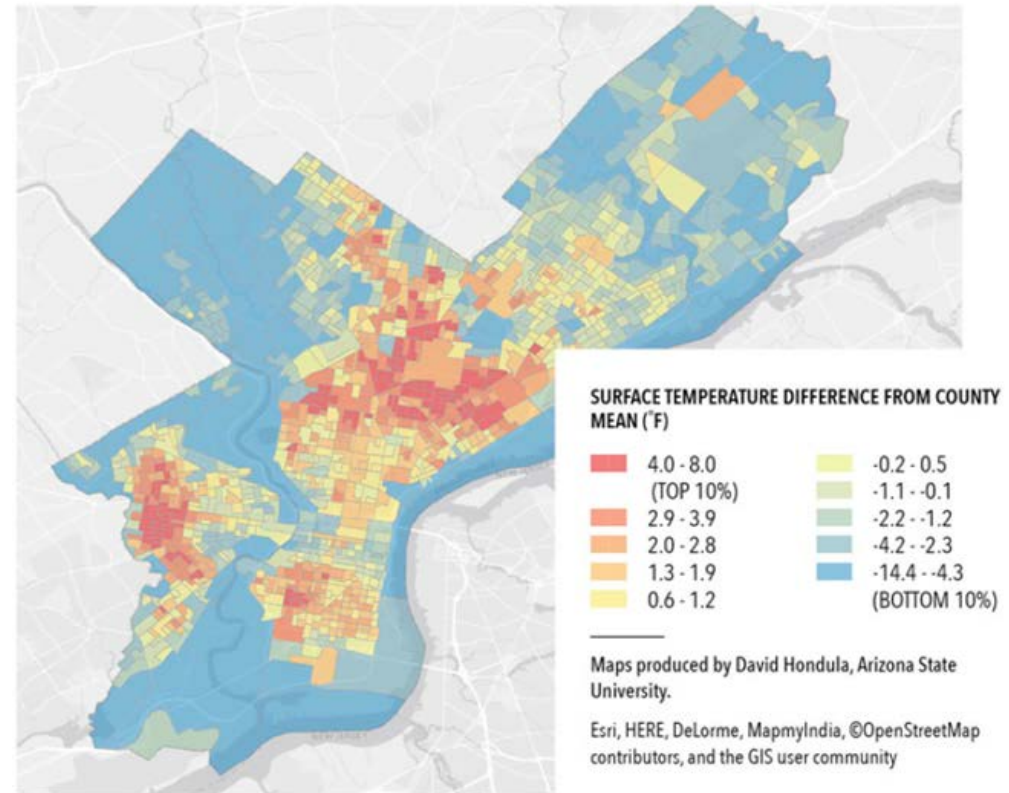 SURFACE TEMPERATURE DIFFERENCE FROM COUNTY
MEAN (°F)
4.0 - 8.0
(TOP 10%)
2.9 - 3.9
2.0 - 2.8
1.3 - 1.9
0.6 - 1.2
-0.2 - 0.5
-1.1 - -0.1
-2.2 - -1.2
-4.2 - -2.3
-14.4 - -4.3
(BOTTOM 10%)
Maps produced by David Hondula, Arizona State
University.
Esri, HERE, DeLorme, MapmyIndia, ©OpenStreetMap
contributors, and the GIS user community